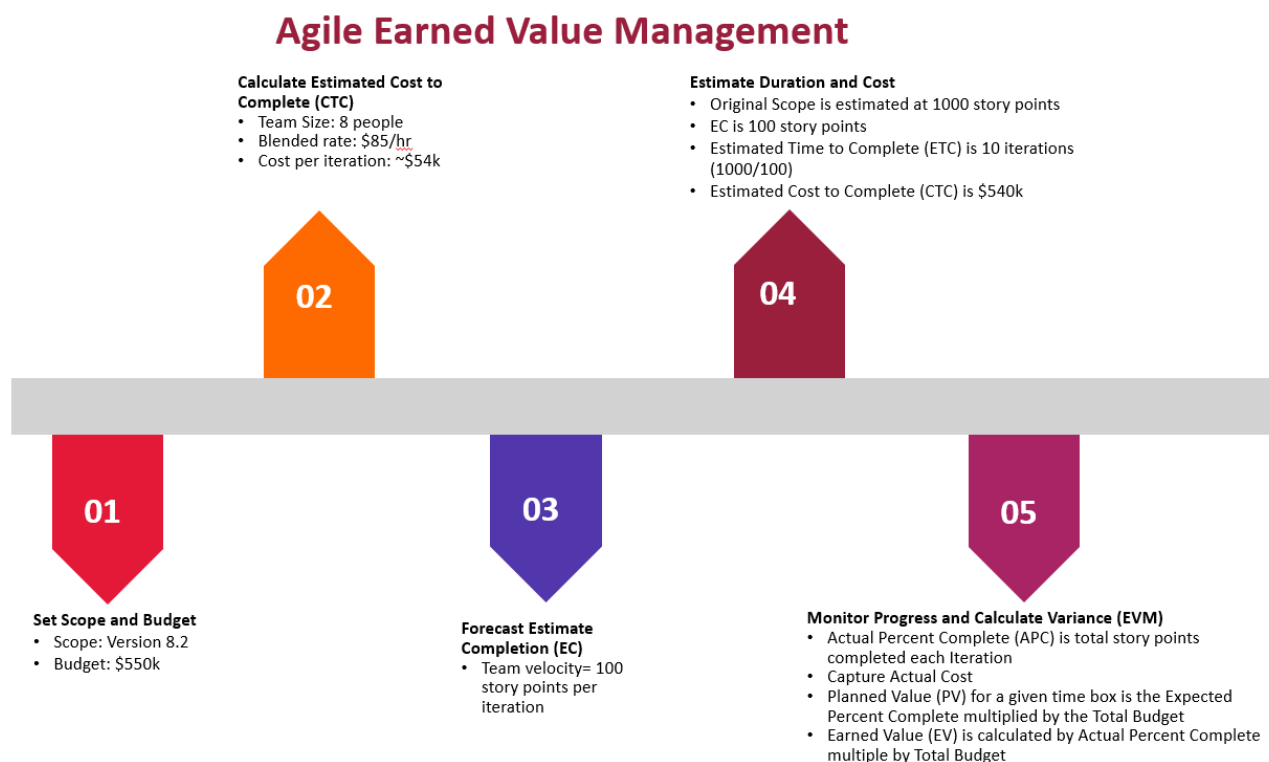 Agile Earned Value Management
Calculate Estimated Cost to
Complete (CTC)
• Team Size: 8 people
• Blended rate: $85/hr
• Cost per iteration: ~$54k
Estimate Duration and Cost
• Original Scope is estimated at 1000 story points
• EC is 100 story points
• Estimated Time to Complete (ETC) is 10 iterations
(1000/100)
• Estimated Cost to Complete (CTC) is $540k
02
04
01
03
05
Set Scope and Budget
• Scope: Version 8.2
• Budget: $550k
Forecast Estimate
Completion (EC)
• Team velocity= 100
story points per
iteration
Monitor Progress and Calculate Variance (EVM)
• Actual Percent Complete (APC) is total story points
completed each Iteration
• Capture Actual Cost
• Planned Value (PV) for a given time box is the Expected
Percent Complete multiplied by the Total Budget
• Earned Value (EV) is calculated by Actual Percent Complete
multiple by Total Budget